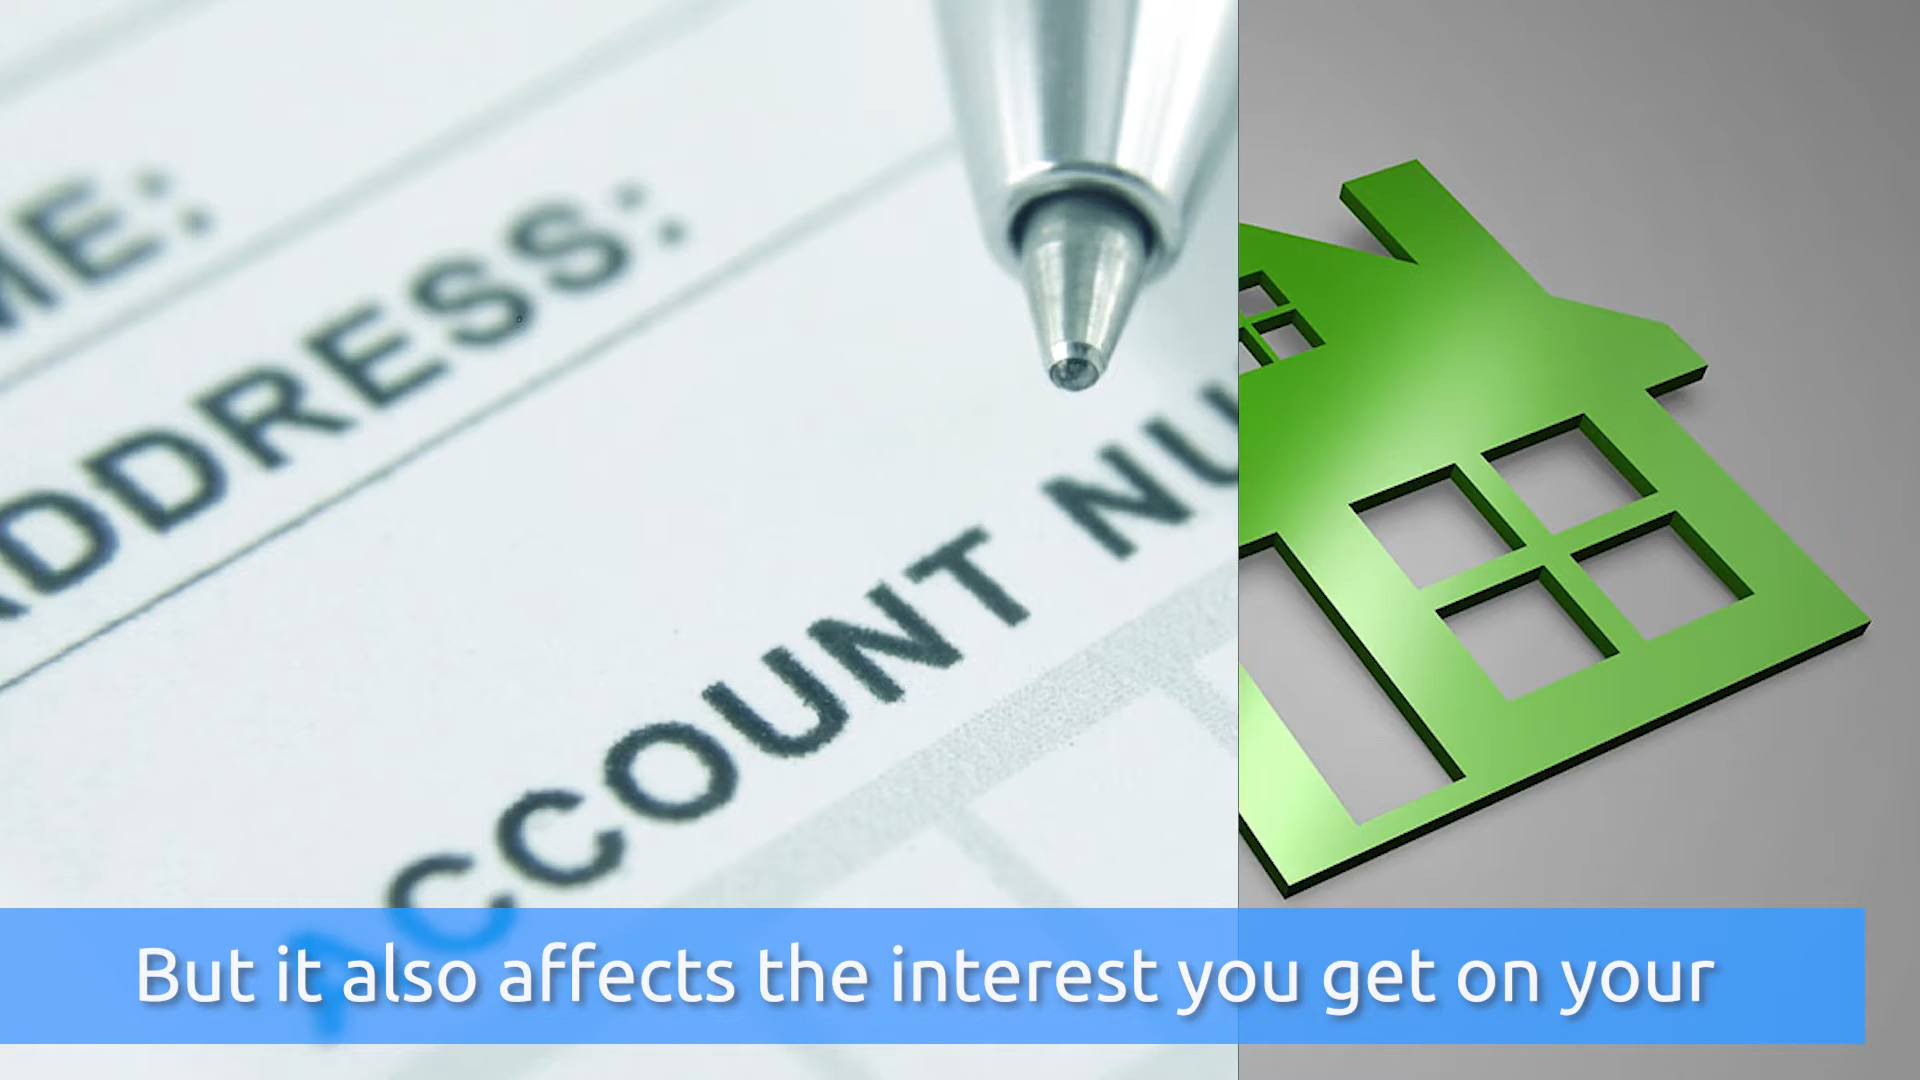 ME:
ADDRESS:
ACCOUNT NU
But it also affects the interest you get on your